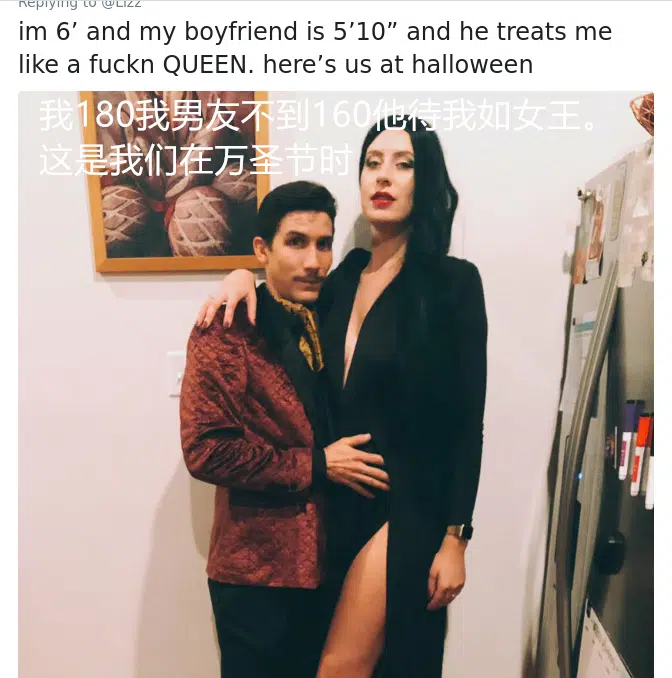 Replying to @Lizz
im 6’ and my boyfriend is 5’10” and he treats me
like a fuckn QUEEN. here’s us at halloween
我180我男友不到160他待我如女王。
这是我们在万圣节时